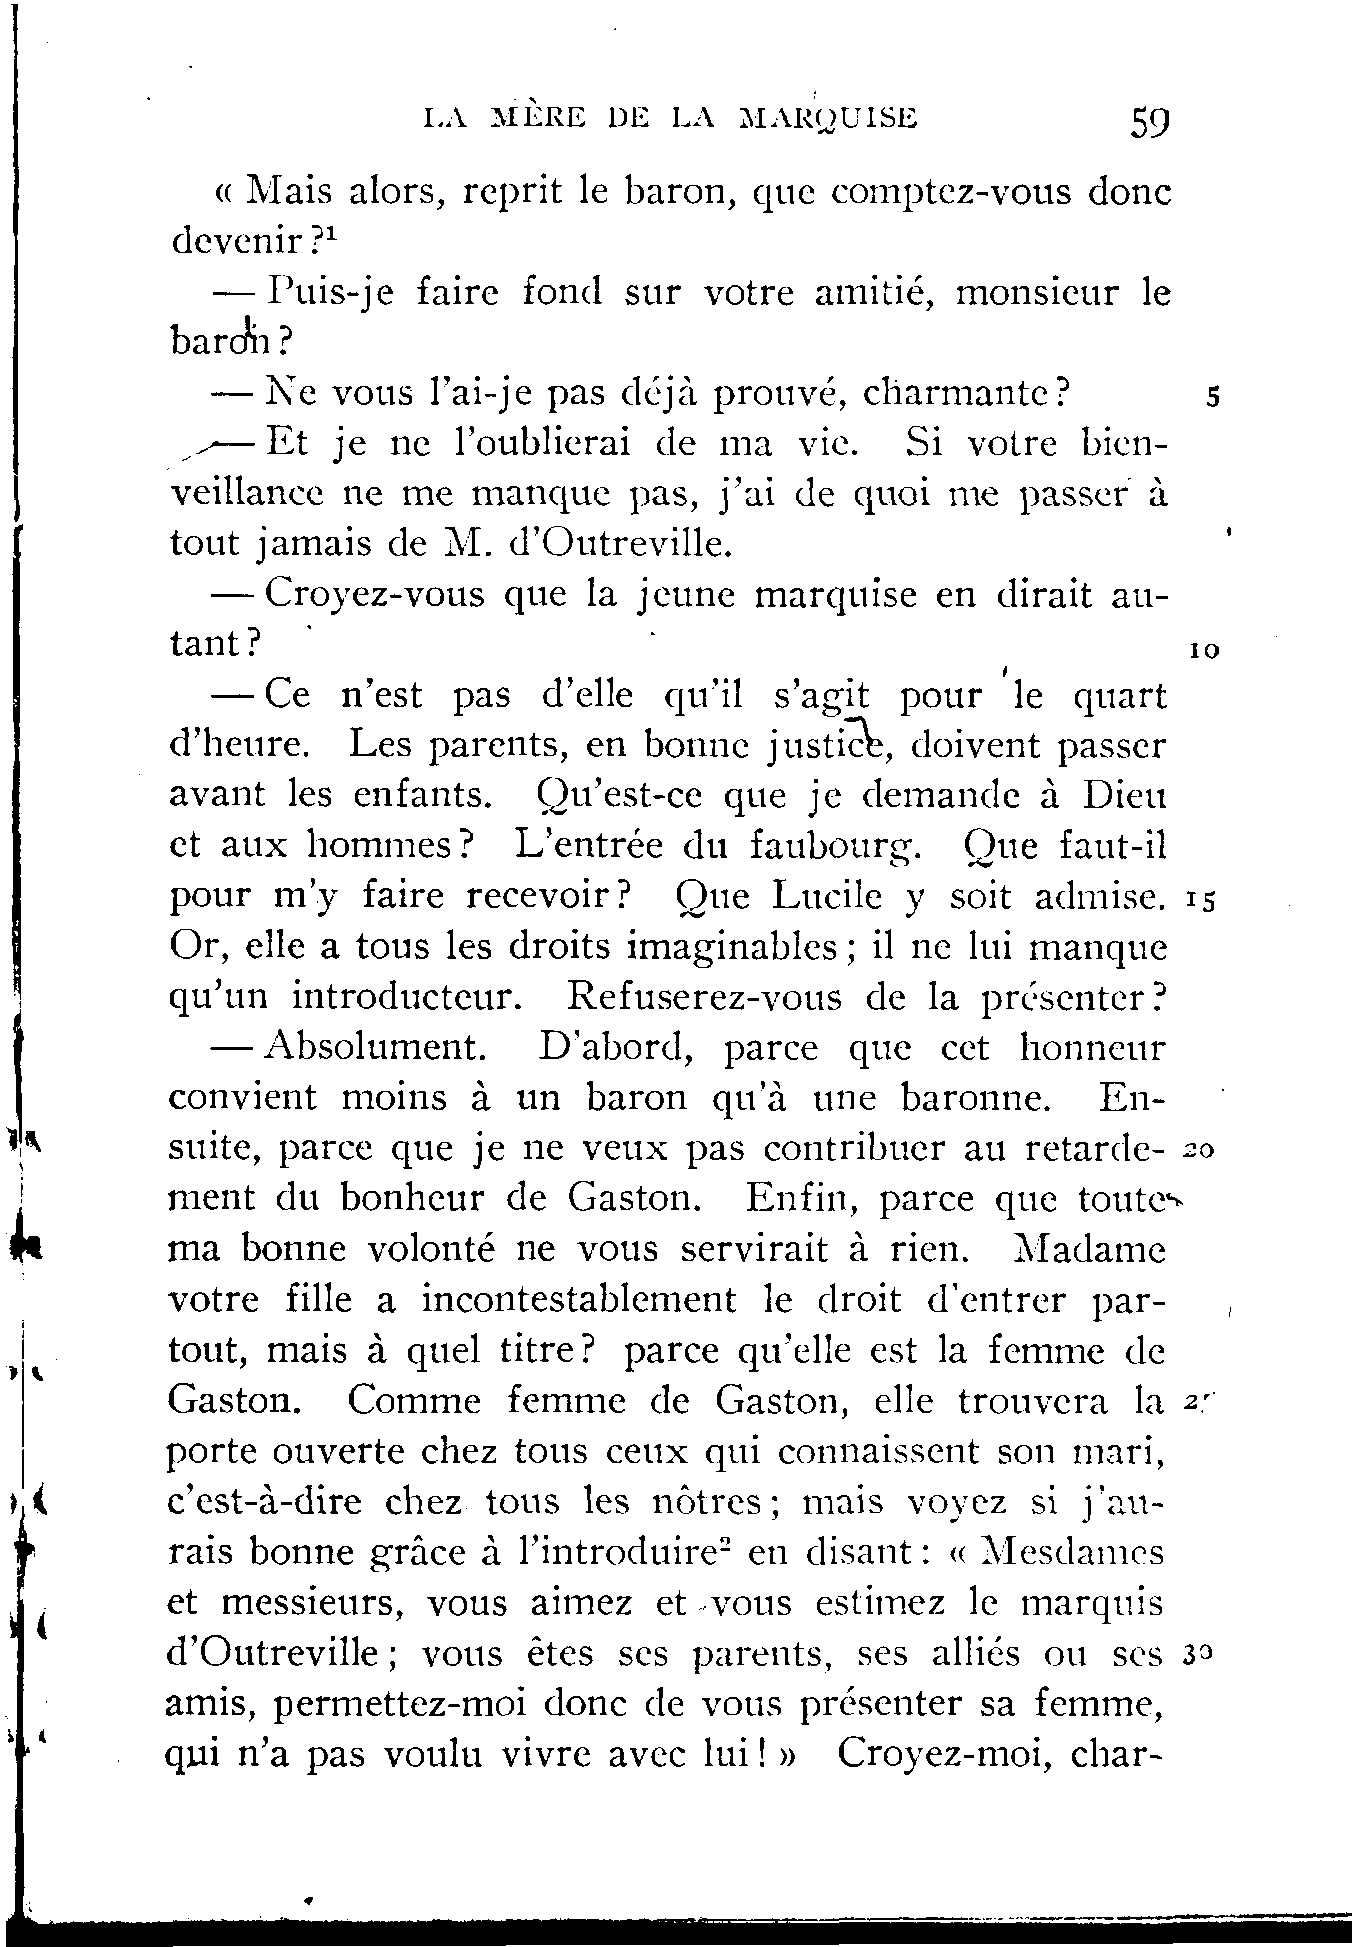 LA MÈRE DE LA MARQUISE 59
« Mais alors, reprit le baron, que comptez-vous donc
devenir ?¹
— Puis-je faire fond sur votre amitié, monsieur le
baron ?
— Ne vous l'ai-je pas déjà prouvé, charmante ? 5
— Et je ne l'oublierai de ma vie. Si votre bien-
veillance ne me manque pas, j'ai de quoi me passer à
tout jamais de M. d'Outreville.
— Croyez-vous que la jeune marquise en dirait au-
tant ? 10
— Ce n'est pas d'elle qu'il s'agit pour le quart
d'heure. Les parents, en bonne justice, doivent passer
avant les enfants. Qu'est-ce que je demande à Dieu
et aux hommes ? L'entrée du faubourg. Que faut-il
pour m'y faire recevoir ? Que Lucile y soit admise. 15
Or, elle a tous les droits imaginables ; il ne lui manque
qu'un introducteur. Refuserez-vous de la présenter ?
— Absolument. D'abord, parce que cet honneur
convient moins à un baron qu'à une baronne. En-
suite, parce que je ne veux pas contribuer au retarde- 20
ment du bonheur de Gaston. Enfin, parce que toute
ma bonne volonté ne vous servirait à rien. Madame
votre fille a incontestablement le droit d'entrer par-
tout, mais à quel titre ? parce qu'elle est la femme de
Gaston. Comme femme de Gaston, elle trouvera la 25
porte ouverte chez tous ceux qui connaissent son mari,
c'est-à-dire chez tous les nôtres ; mais voyez si j'au-
rais bonne grâce à l'introduire² en disant : « Mesdames
et messieurs, vous aimez et vous estimez le marquis
d'Outreville ; vous êtes ses parents, ses alliés ou ses 30
amis, permettez-moi donc de vous présenter sa femme,
qui n'a pas voulu vivre avec lui ! » Croyez-moi, char-